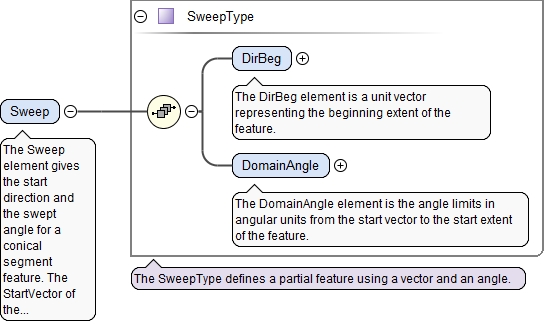 SweepType
DirBeg
The DirBeg element is a unit vector
representing the beginning extent of the
feature.
Sweep
The Sweep
element gives
the start
direction and
the swept
angle for a
conical
segment
feature. The
StartVector of
the...
DomainAngle
The DomainAngle element is the angle limits in
angular units from the start vector to the start extent
of the feature.
The SweepType defines a partial feature using a vector and an angle.